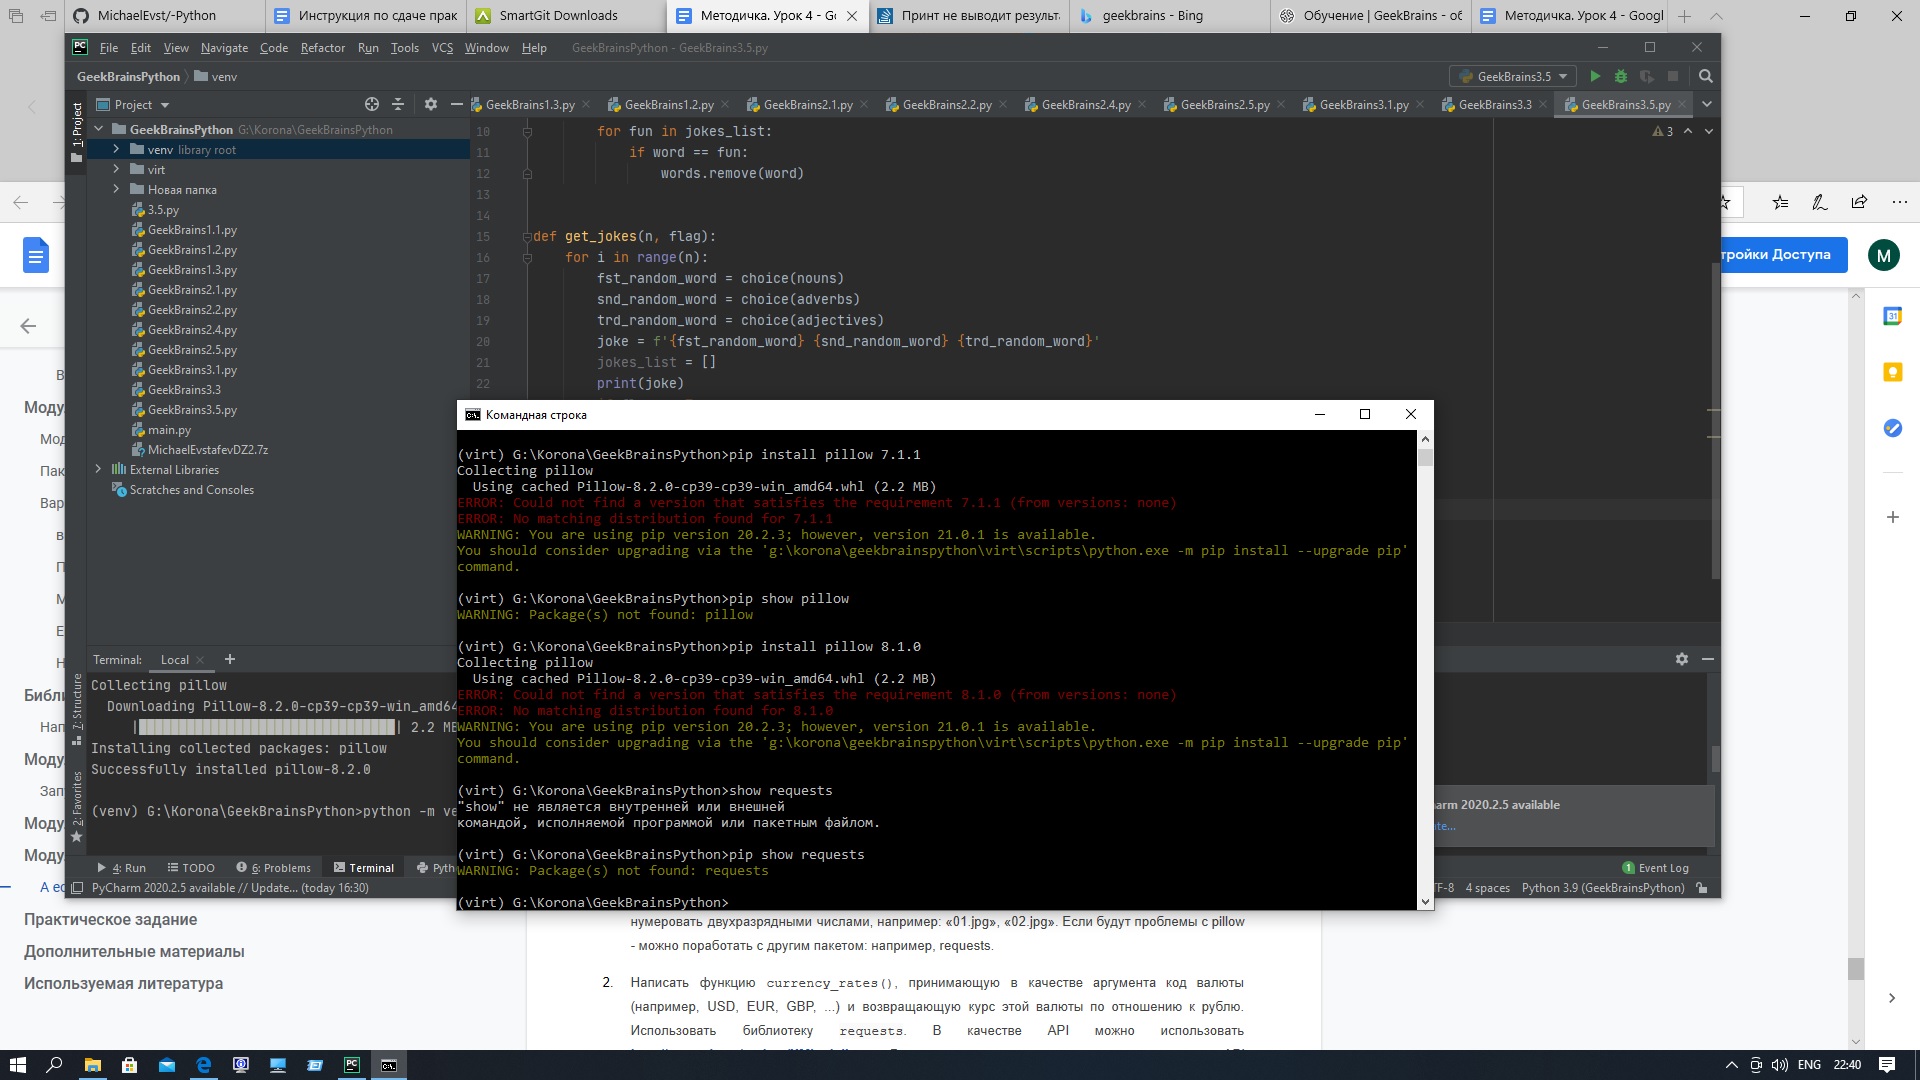 MichaelEvst/-Python
Инструкция по сдаче прак
SmartGit Downloads
Методичка. Урок 4 - Go
Принт не выводит результа
geekbrains - Bing
Обучение | GeekBrains - об
Методичка. Урок 4 - Googl
File Edit View Navigate Code Refactor Run Tools VCS Window Help GeekBrainsPython - GeekBrains3.5.py
GeekBrainsPython venv
GeekBrains3.5
1: Project
Project
GeekBrains1.3.py GeekBrains1.2.py GeekBrains2.1.py GeekBrains2.2.py GeekBrains2.4.py GeekBrains2.5.py GeekBrains3.1.py GeekBrains3.3 GeekBrains3.5.py
GeekBrainsPython G:\Korona\GeekBrainsPython
venv library root
virt
Новая папка
3.5.py
GeekBrains1.1.py
GeekBrains1.2.py
GeekBrains1.3.py
GeekBrains2.1.py
GeekBrains2.2.py
GeekBrains2.4.py
GeekBrains2.5.py
GeekBrains3.1.py
GeekBrains3.3
GeekBrains3.5.py
main.py
MichaelEvstafevDZ2.7z
External Libraries
Scratches and Consoles
3
10 for fun in jokes_list:
11 if word == fun:
12 words.remove(word)
13
14
15 def get_jokes(n, flag):
16 for i in range(n):
17 fst_random_word = choice(nouns)
18 snd_random_word = choice(adverbs)
19 trd_random_word = choice(adjectives)
20 joke = f'{fst_random_word} {snd_random_word} {trd_random_word}'
21 jokes_list = []
22 print(joke)
Командная строка
(virt) G:\Korona\GeekBrainsPython>pip install pillow 7.1.1
Collecting pillow
Using cached Pillow-8.2.0-cp39-cp39-win_amd64.whl (2.2 MB)
ERROR: Could not find a version that satisfies the requirement 7.1.1 (from versions: none)
ERROR: No matching distribution found for 7.1.1
WARNING: You are using pip version 20.2.3; however, version 21.0.1 is available.
You should consider upgrading via the 'g:\korona\geekbrainspython\virt\scripts\python.exe -m pip install --upgrade pip'
command.
(virt) G:\Korona\GeekBrainsPython>pip show pillow
WARNING: Package(s) not found: pillow
(virt) G:\Korona\GeekBrainsPython>pip install pillow 8.1.0
Collecting pillow
Using cached Pillow-8.2.0-cp39-cp39-win_amd64.whl (2.2 MB)
ERROR: Could not find a version that satisfies the requirement 8.1.0 (from versions: none)
ERROR: No matching distribution found for 8.1.0
WARNING: You are using pip version 20.2.3; however, version 21.0.1 is available.
You should consider upgrading via the 'g:\korona\geekbrainspython\virt\scripts\python.exe -m pip install --upgrade pip'
command.
(virt) G:\Korona\GeekBrainsPython>show requests
"show" не является внутренней или внешней
командой, исполняемой программой или пакетным файлом.
(virt) G:\Korona\GeekBrainsPython>pip show requests
WARNING: Package(s) not found: requests
(virt) G:\Korona\GeekBrainsPython>
Terminal: Local
Collecting pillow
Downloading Pillow-8.2.0-cp39-cp39-win_amd64
2.2 MB
Installing collected packages: pillow
Successfully installed pillow-8.2.0
(venv) G:\Korona\GeekBrainsPython>python -m ve
7: Structure
2: Favorites
4: Run TODO 6: Problems Terminal Pyth
PyCharm 2020.2.5 available // Update... (today 16:30)
arm 2020.2.5 available
te...
1 Event Log
TF-8 4 spaces Python 3.9 (GeekBrainsPython)
тройки Доступа
M
31
В
Моду
Мод
Пак
Вар
в
П
М
Е
Н
Библ
Нап
Моду
Зап
Моду
Моду
А ес
Практическое задание
Дополнительные материалы
Используемая литература
нумеровать двухразрядными числами, например: «01.jpg», «02.jpg». Если будут проблемы с pillow
- можно поработать с другим пакетом: например, requests.
2. Написать функцию currency_rates(), принимающую в качестве аргумента код валюты
(например, USD, EUR, GBP, ...) и возвращающую курс этой валюты по отношению к рублю.
Использовать библиотеку requests. В качестве API можно использовать
ENG 22:40